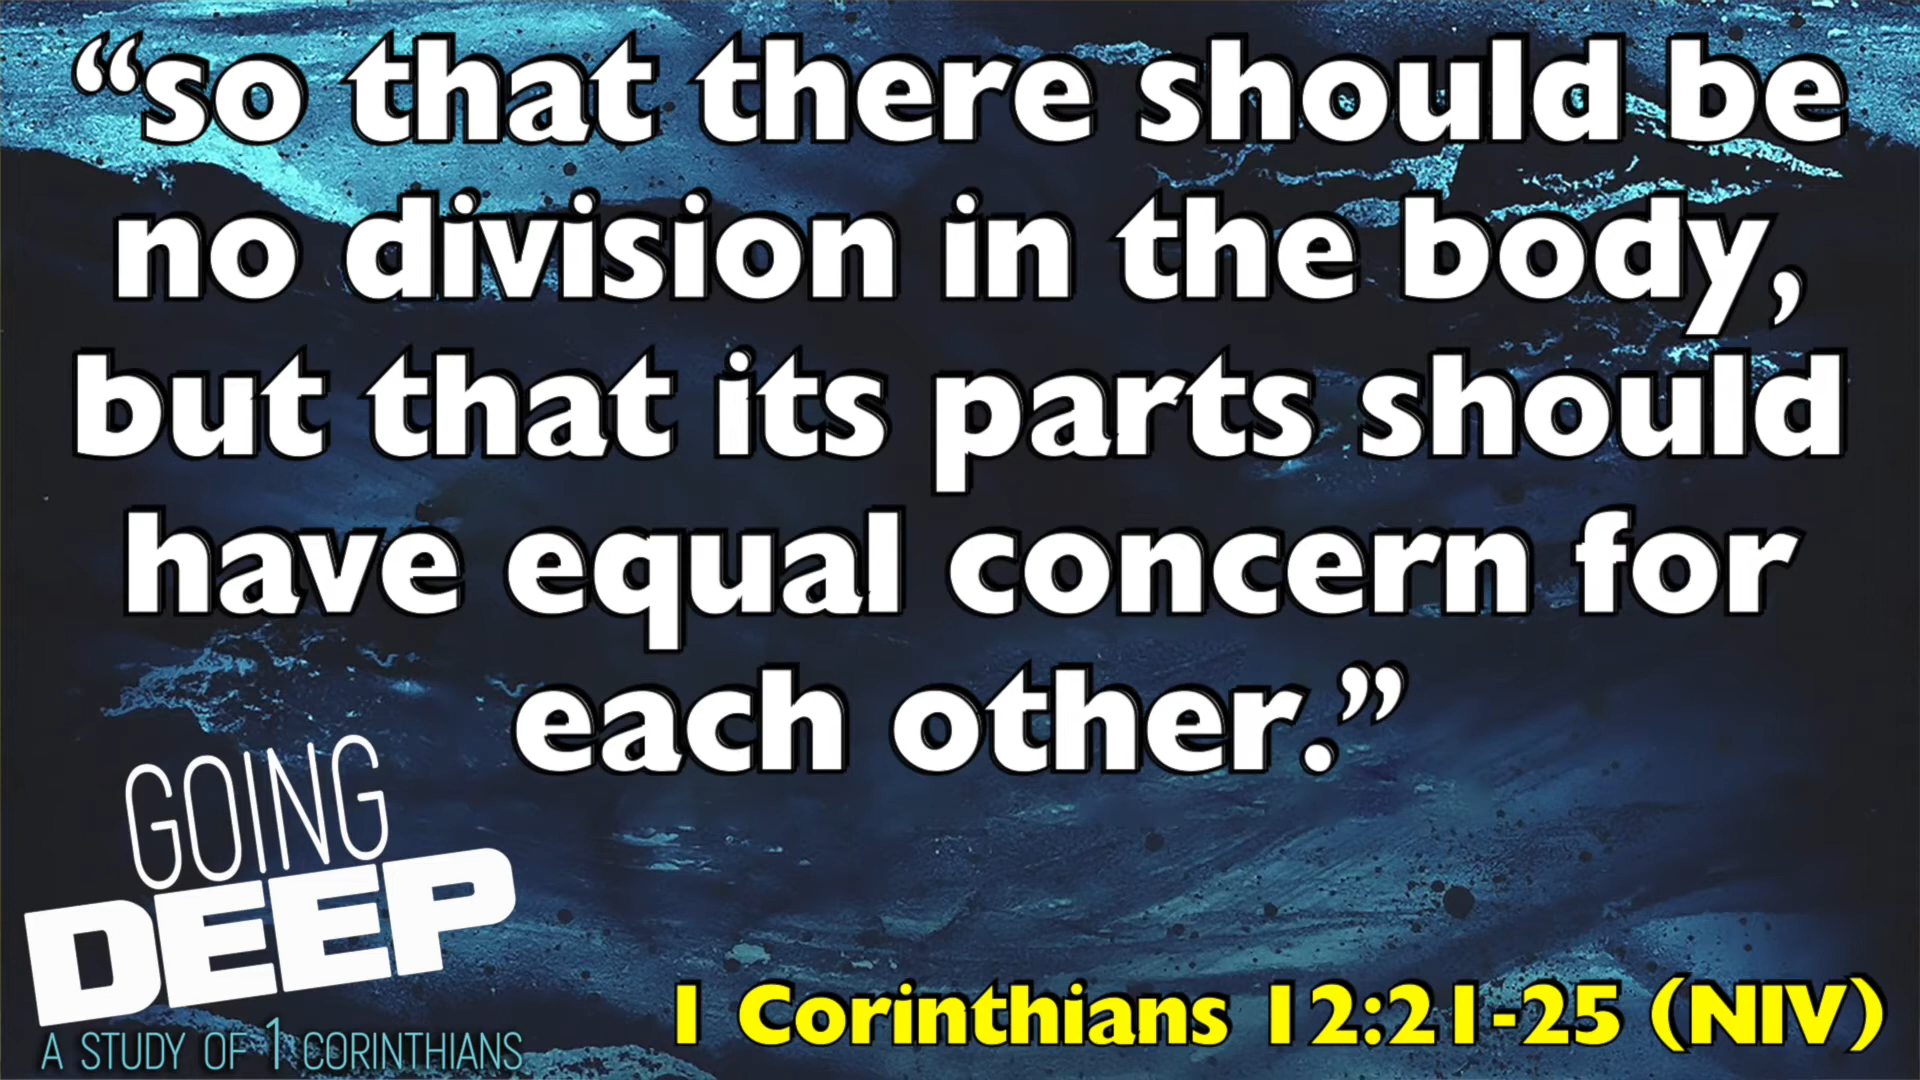 “so that there should be
no division in the body,
but that its parts should
have equal concern for
each other.”
GOING
DEEP
A STUDY OF 1 CORINTHIANS
1 Corinthians 12:21-25 (NIV)